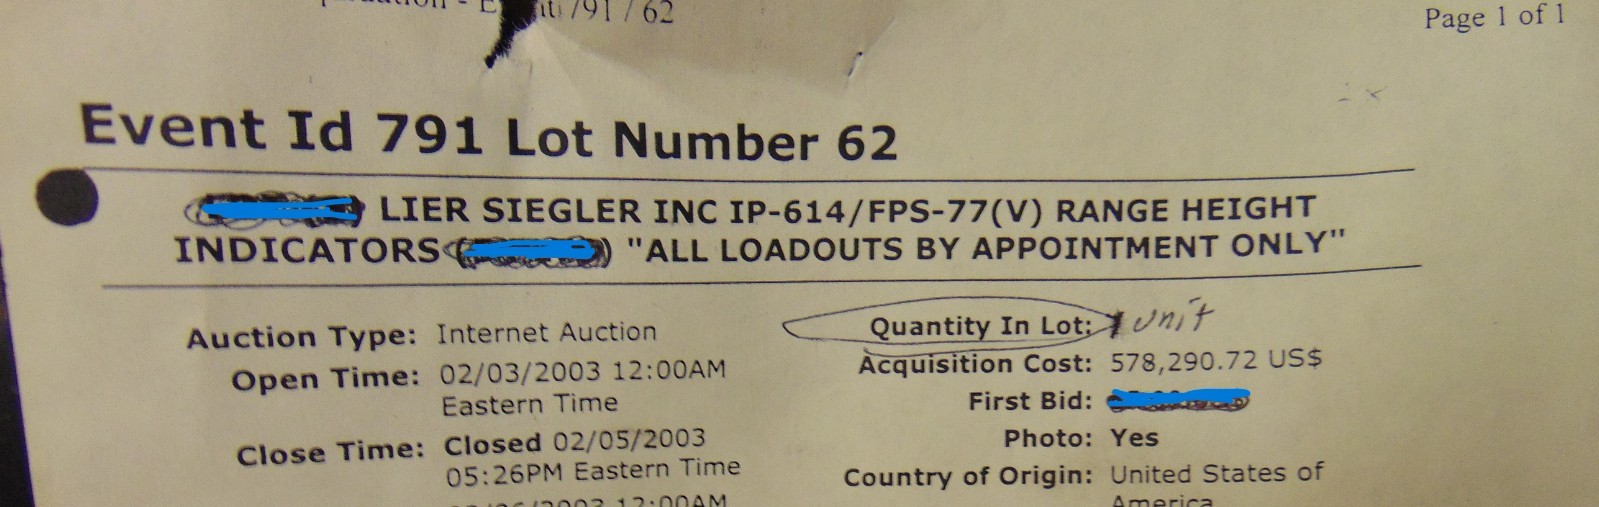 791 / 62
Page 1 of 1
Event Id 791 Lot Number 62
LIER SIEGLER INC IP-614/FPS-77(V) RANGE HEIGHT
INDICATORS ( ) "ALL LOADOUTS BY APPOINTMENT ONLY"
Auction Type: Internet Auction
Open Time: 02/03/2003 12:00AM
Eastern Time
Close Time: Closed 02/05/2003
05:26PM Eastern Time
12:00AM
Quantity In Lot: 1 unit
Acquisition Cost: 578,290.72 US$
First Bid:
Photo: Yes
Country of Origin: United States of
America